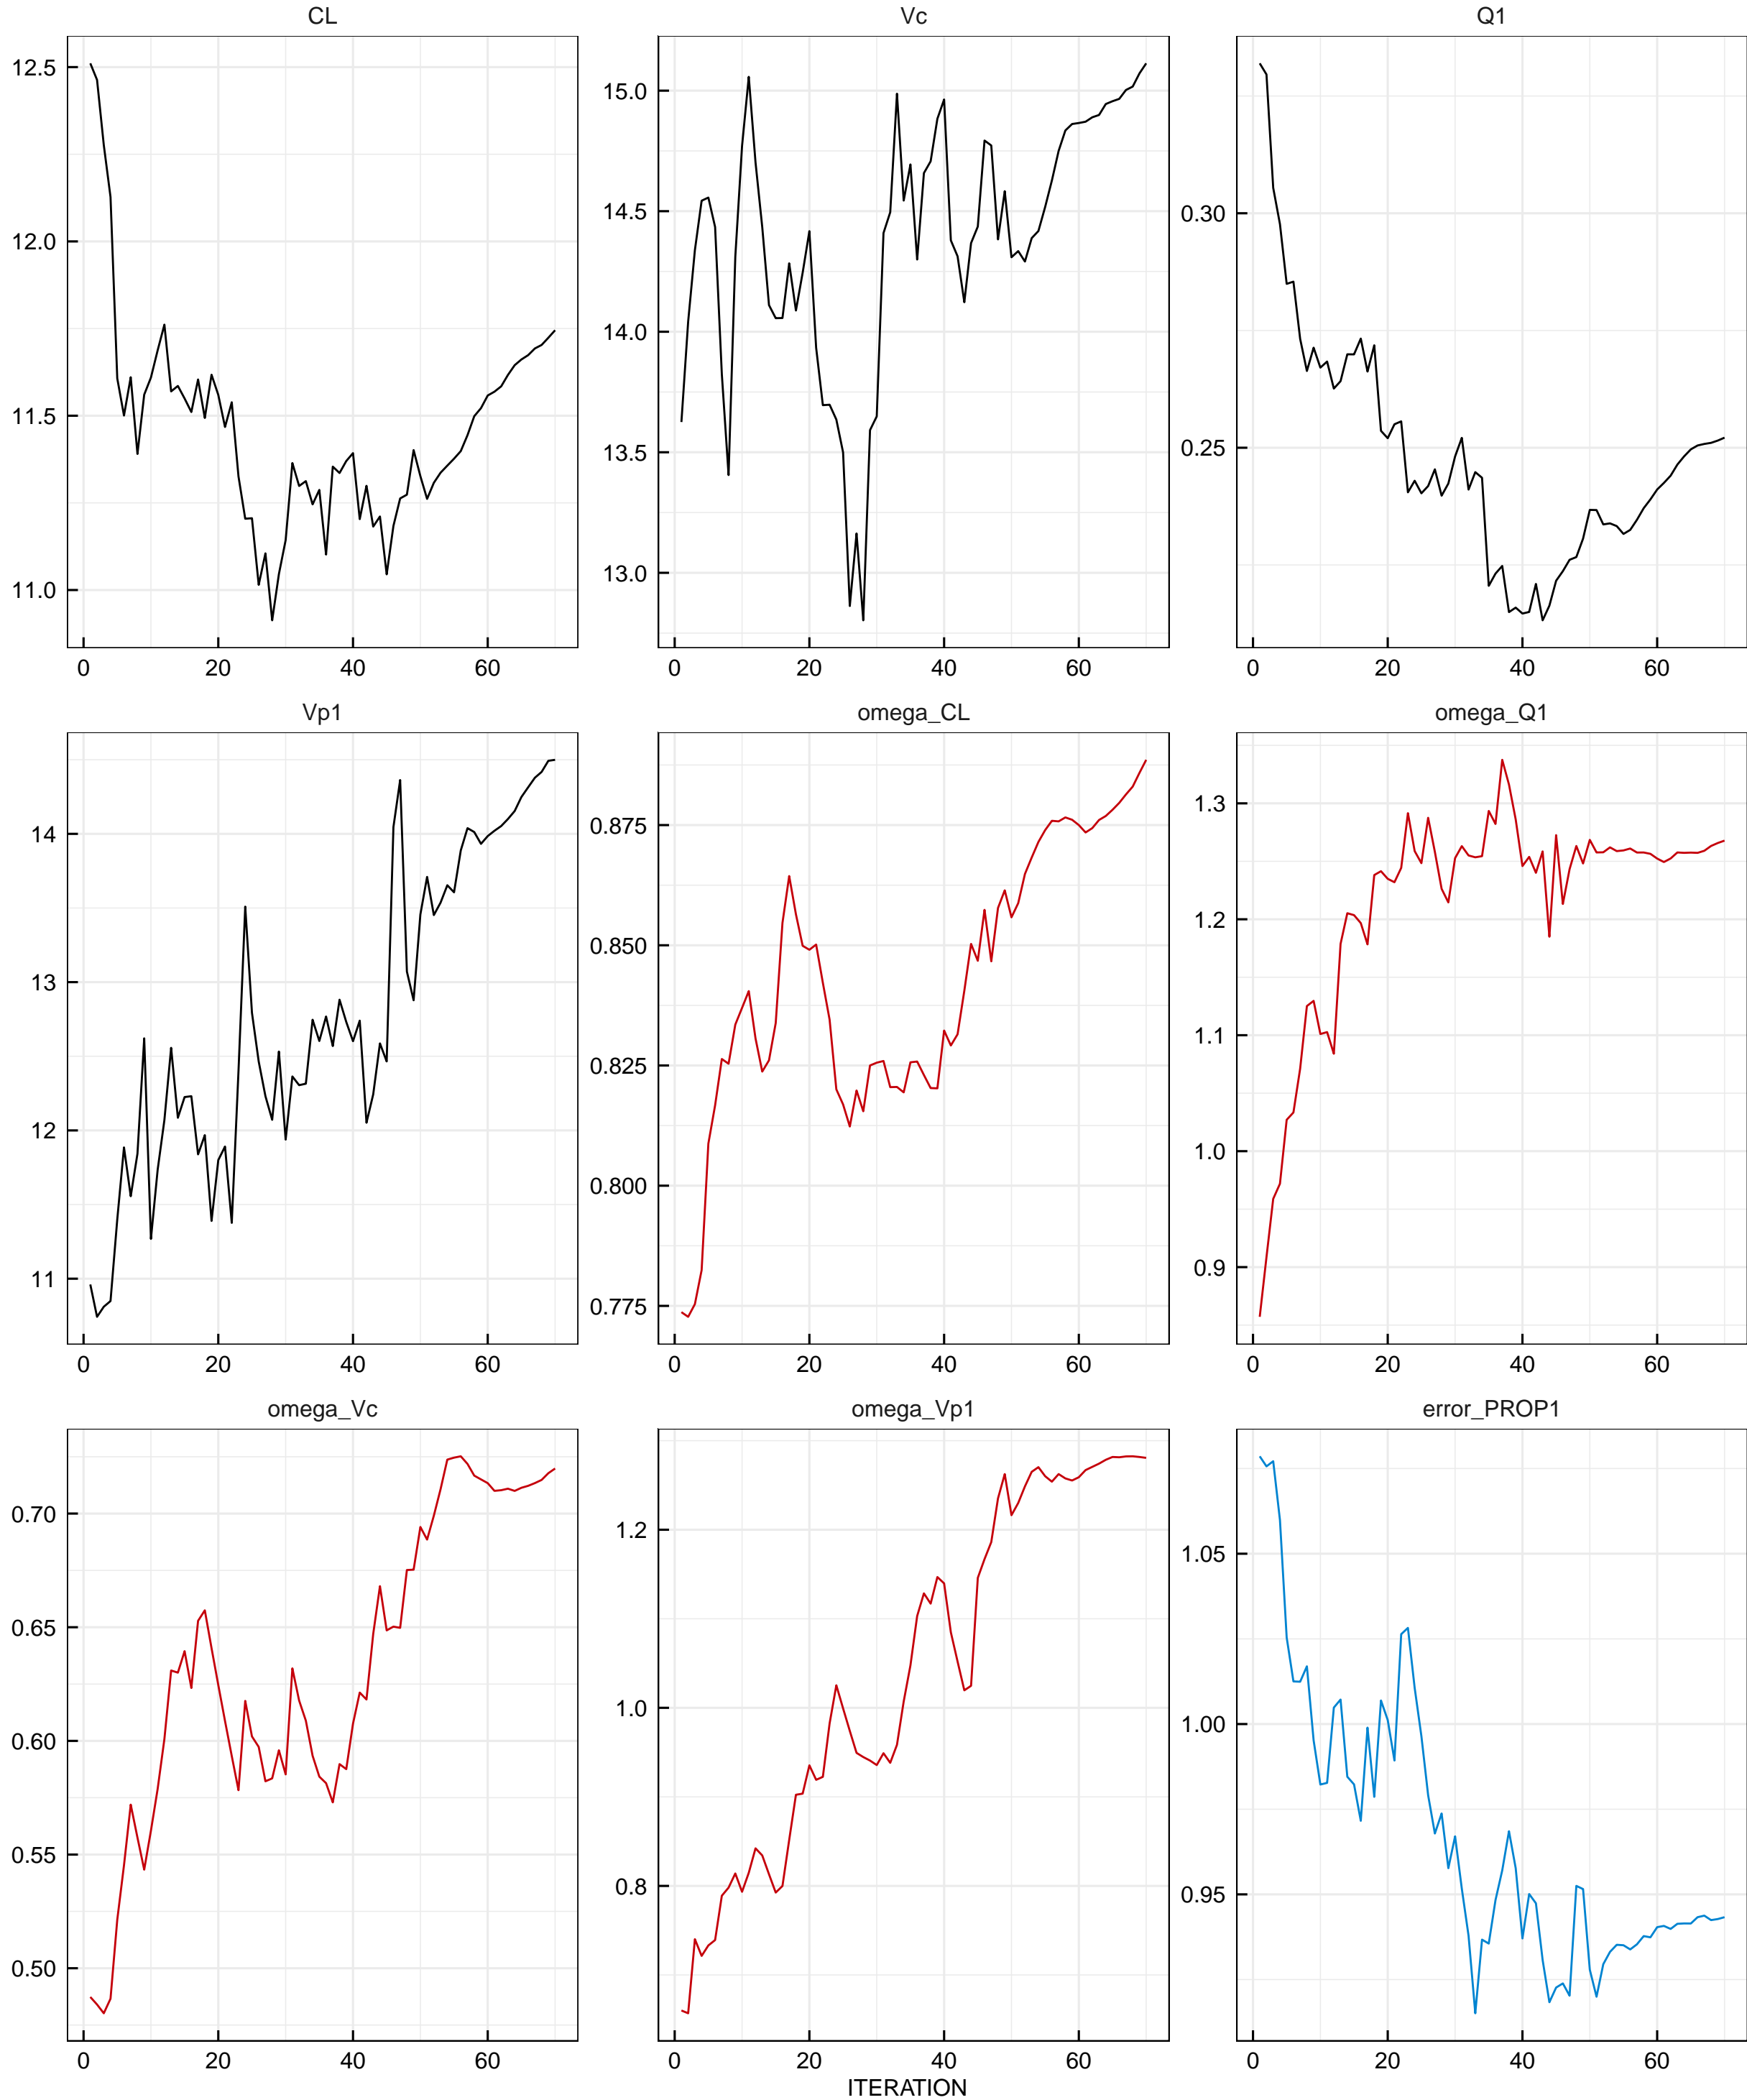 CL Vc Q1
12.5
12.0
11.5
11.0
0 20 40 60
15.0
14.5
14.0
13.5
13.0
0 20 40 60
0.30
0.25
0 20 40 60
Vp1 omega_CL omega_Q1
14
13
12
11
0 20 40 60
0.875
0.850
0.825
0.800
0.775
0 20 40 60
1.3
1.2
1.1
1.0
0.9
0 20 40 60
omega_Vc omega_Vp1 error_PROP1
0.70
0.65
0.60
0.55
0.50
0 20 40 60
1.2
1.0
0.8
0 20 40 60
1.05
1.00
0.95
0 20 40 60
ITERATION